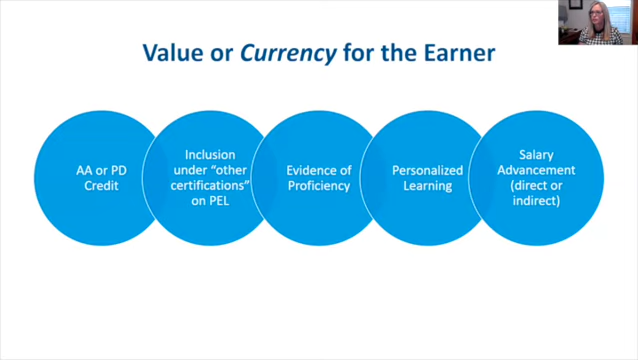 Value or Currency for the Earner
AA or PD
Credit
Inclusion
under "other
certifications"
on PEL
Evidence of
Proficiency
Personalized
Learning
Salary
Advancement
(direct or
indirect)